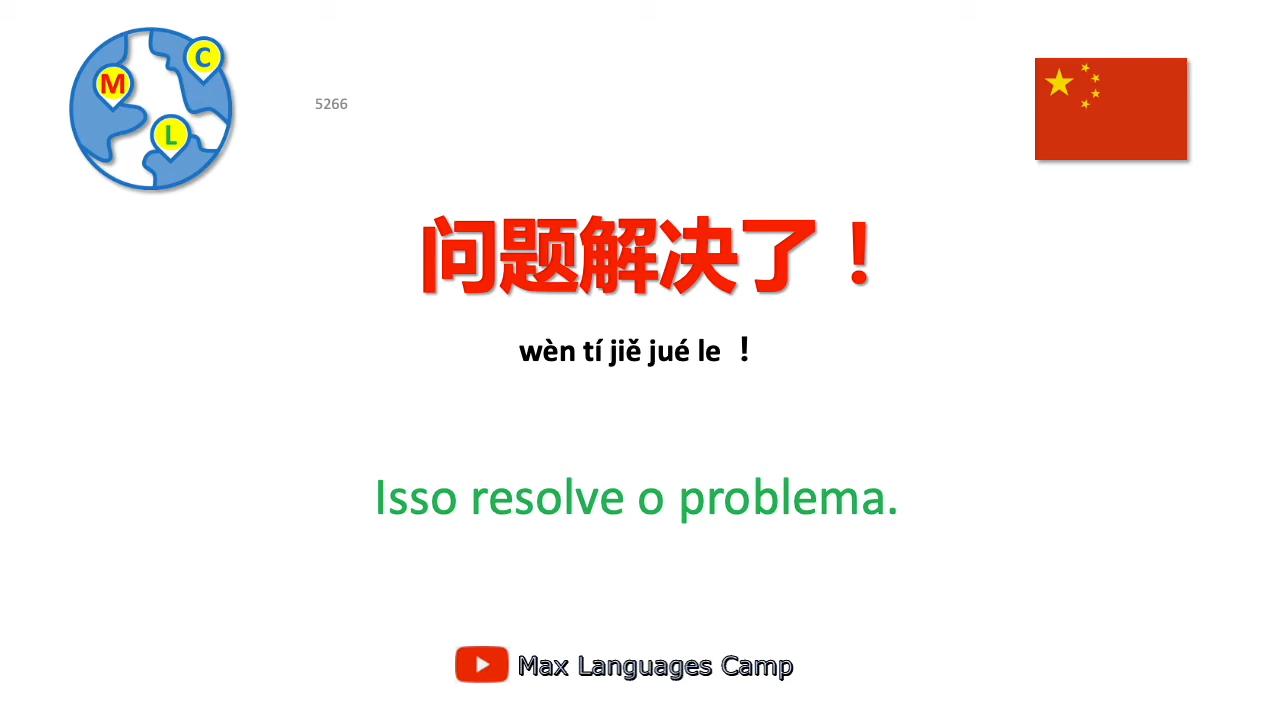 M
C
L
5266
问题解决了！
wèn tí jiě jué le ！
Isso resolve o problema.
Max Languages Camp